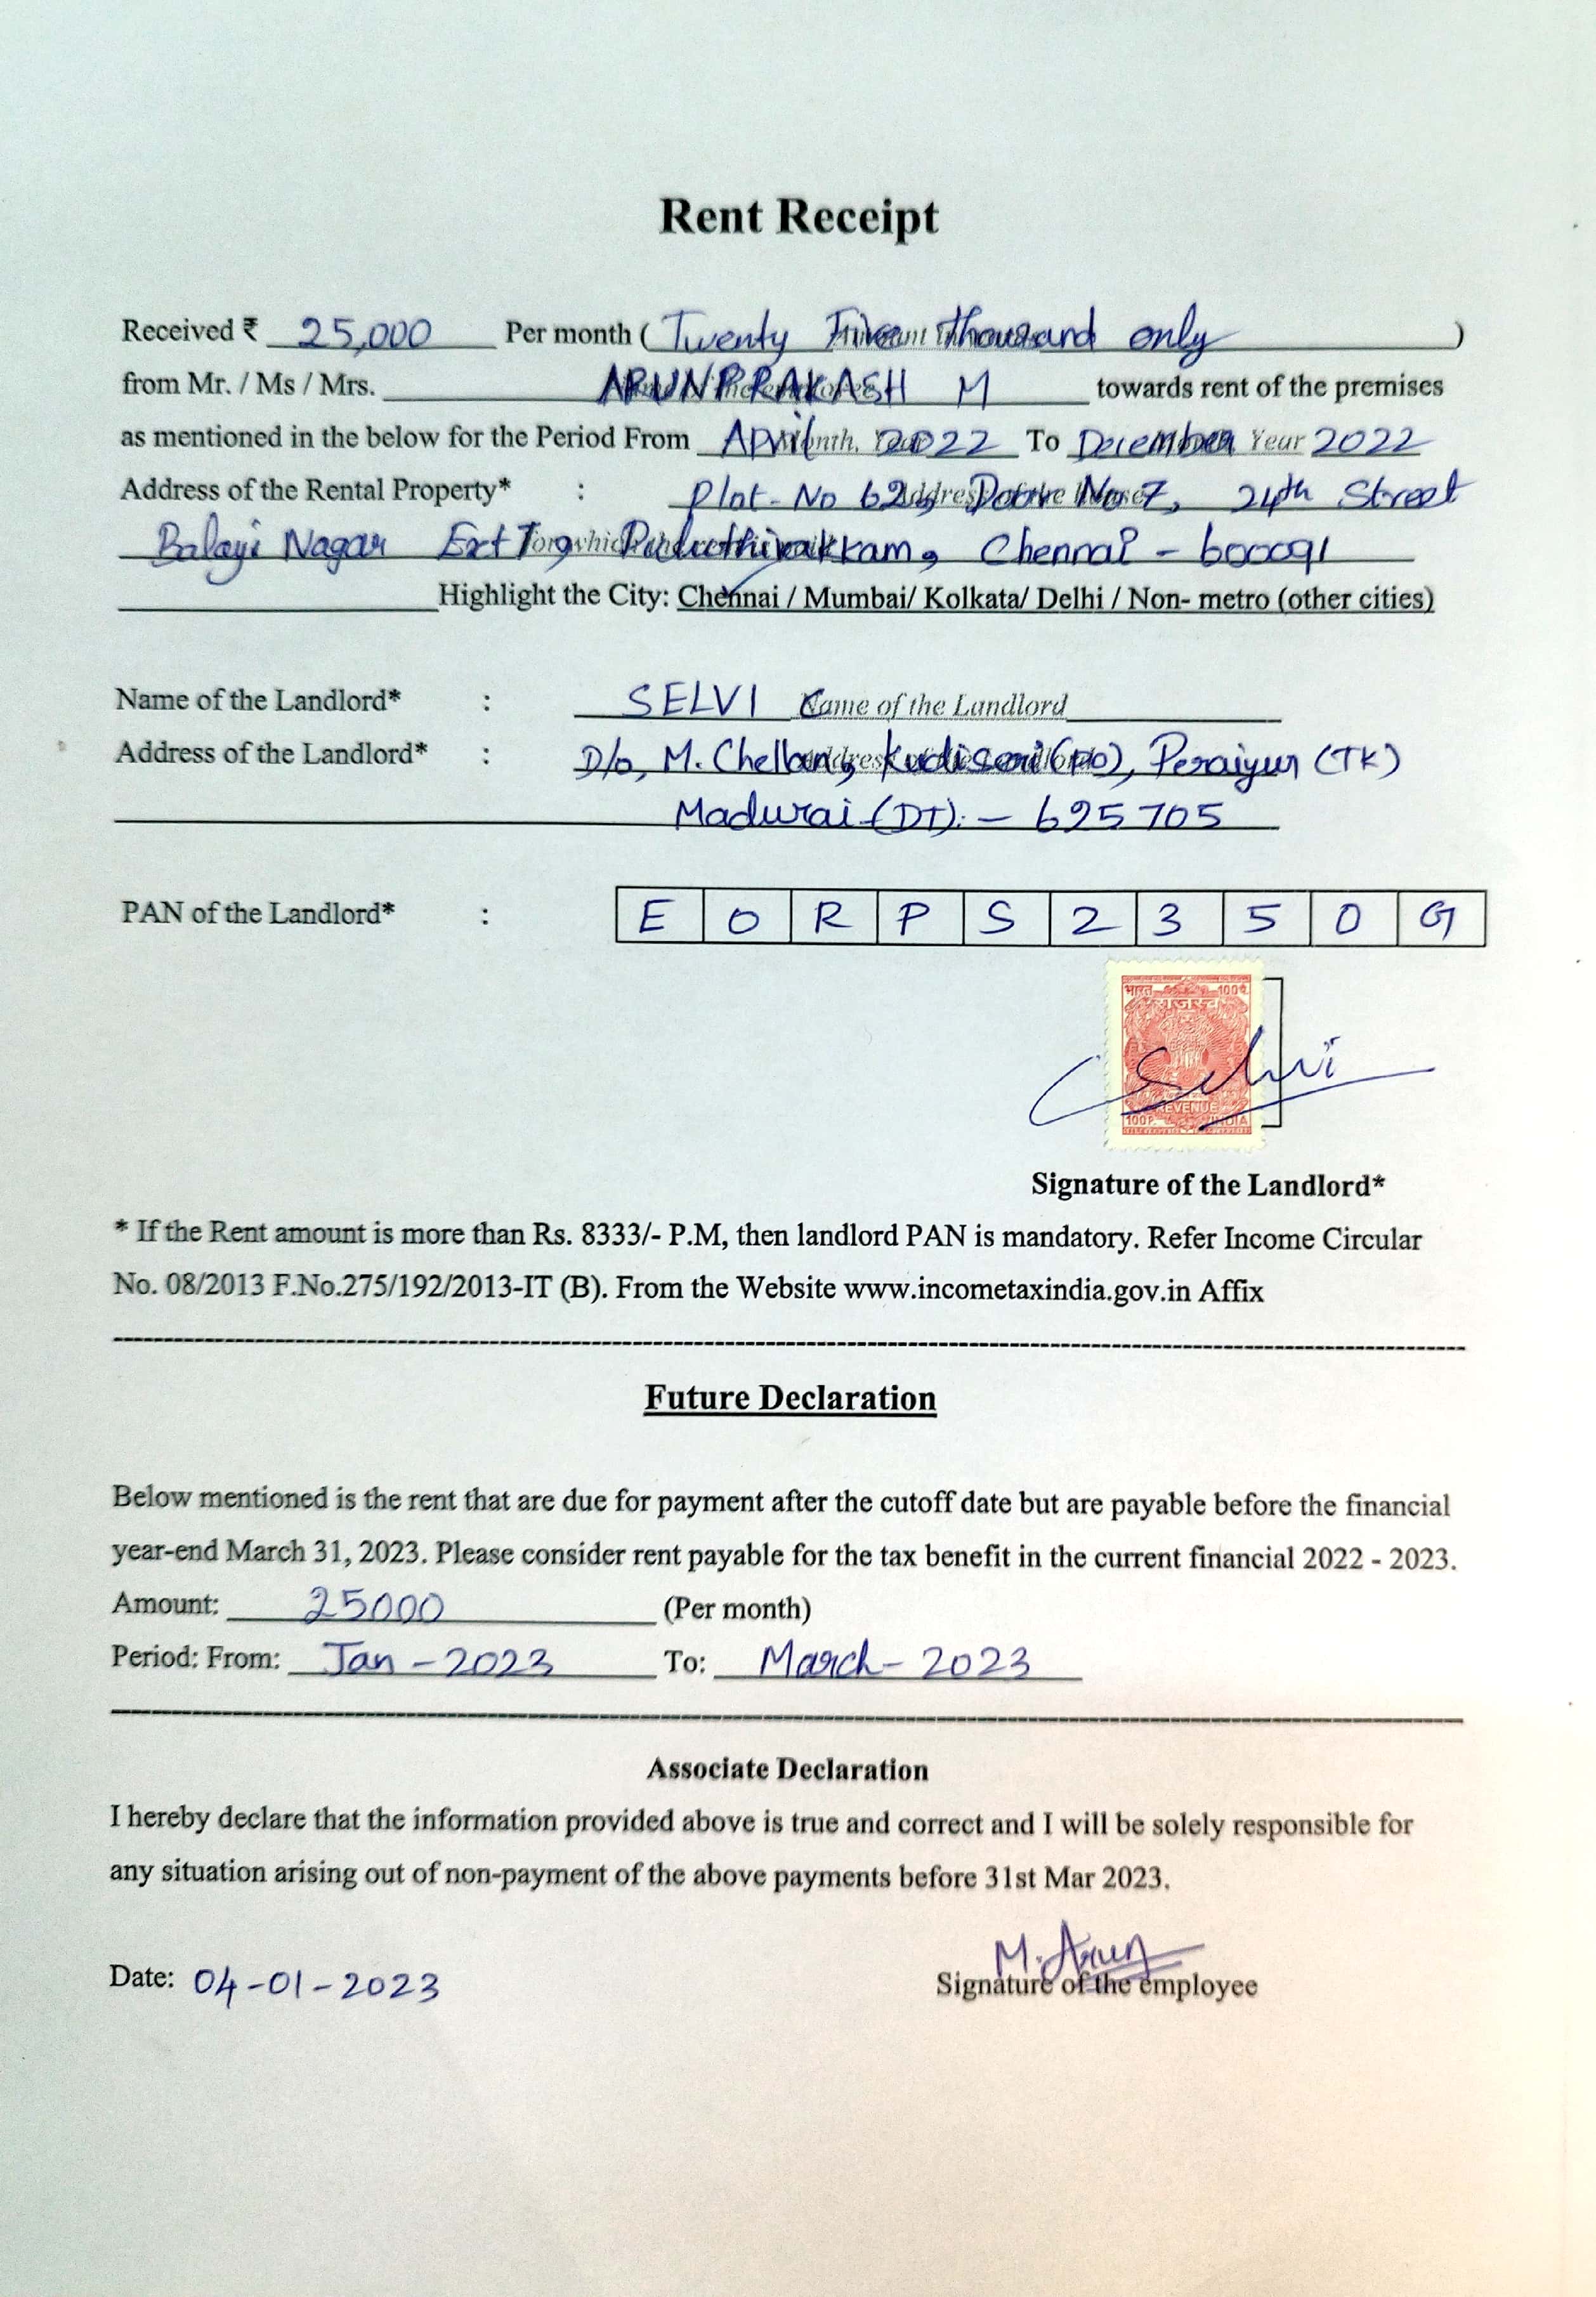 Rent Receipt
Received ₹ 25,000 Per month ( Twenty Five thousand only )
from Mr. / Ms / Mrs. ARUNPRAKASH M towards rent of the premises
as mentioned in the below for the Period From April 2022 To December Year 2022
Address of the Rental Property* : Plot-No 62, Door No 7, 24th Street
Balaji Nagar Ext 7, Puluthivakkam, Chennai - 600091
Highlight the City: Chennai / Mumbai/ Kolkata/ Delhi / Non- metro (other cities)
Name of the Landlord* : SELVI C Name of the Landlord
Address of the Landlord* : D/o, M. Chellan, Kudiseri (PO), Peraiyur (TK)
Madurai (DT). - 625705
PAN of the Landlord* : E O R P S 2 3 5 0 G
भारत 100P.
राजस्व
Selvi
REVENUE
100P. INDIA
Signature of the Landlord*
* If the Rent amount is more than Rs. 8333/- P.M, then landlord PAN is mandatory. Refer Income Circular
No. 08/2013 F.No.275/192/2013-IT (B). From the Website www.incometaxindia.gov.in Affix
Future Declaration
Below mentioned is the rent that are due for payment after the cutoff date but are payable before the financial
year-end March 31, 2023. Please consider rent payable for the tax benefit in the current financial 2022 - 2023.
Amount: 25000 (Per month)
Period: From: Jan - 2023 To: March - 2023
Associate Declaration
I hereby declare that the information provided above is true and correct and I will be solely responsible for
any situation arising out of non-payment of the above payments before 31st Mar 2023.
M. Arun
Date: 04-01-2023 Signature of the employee